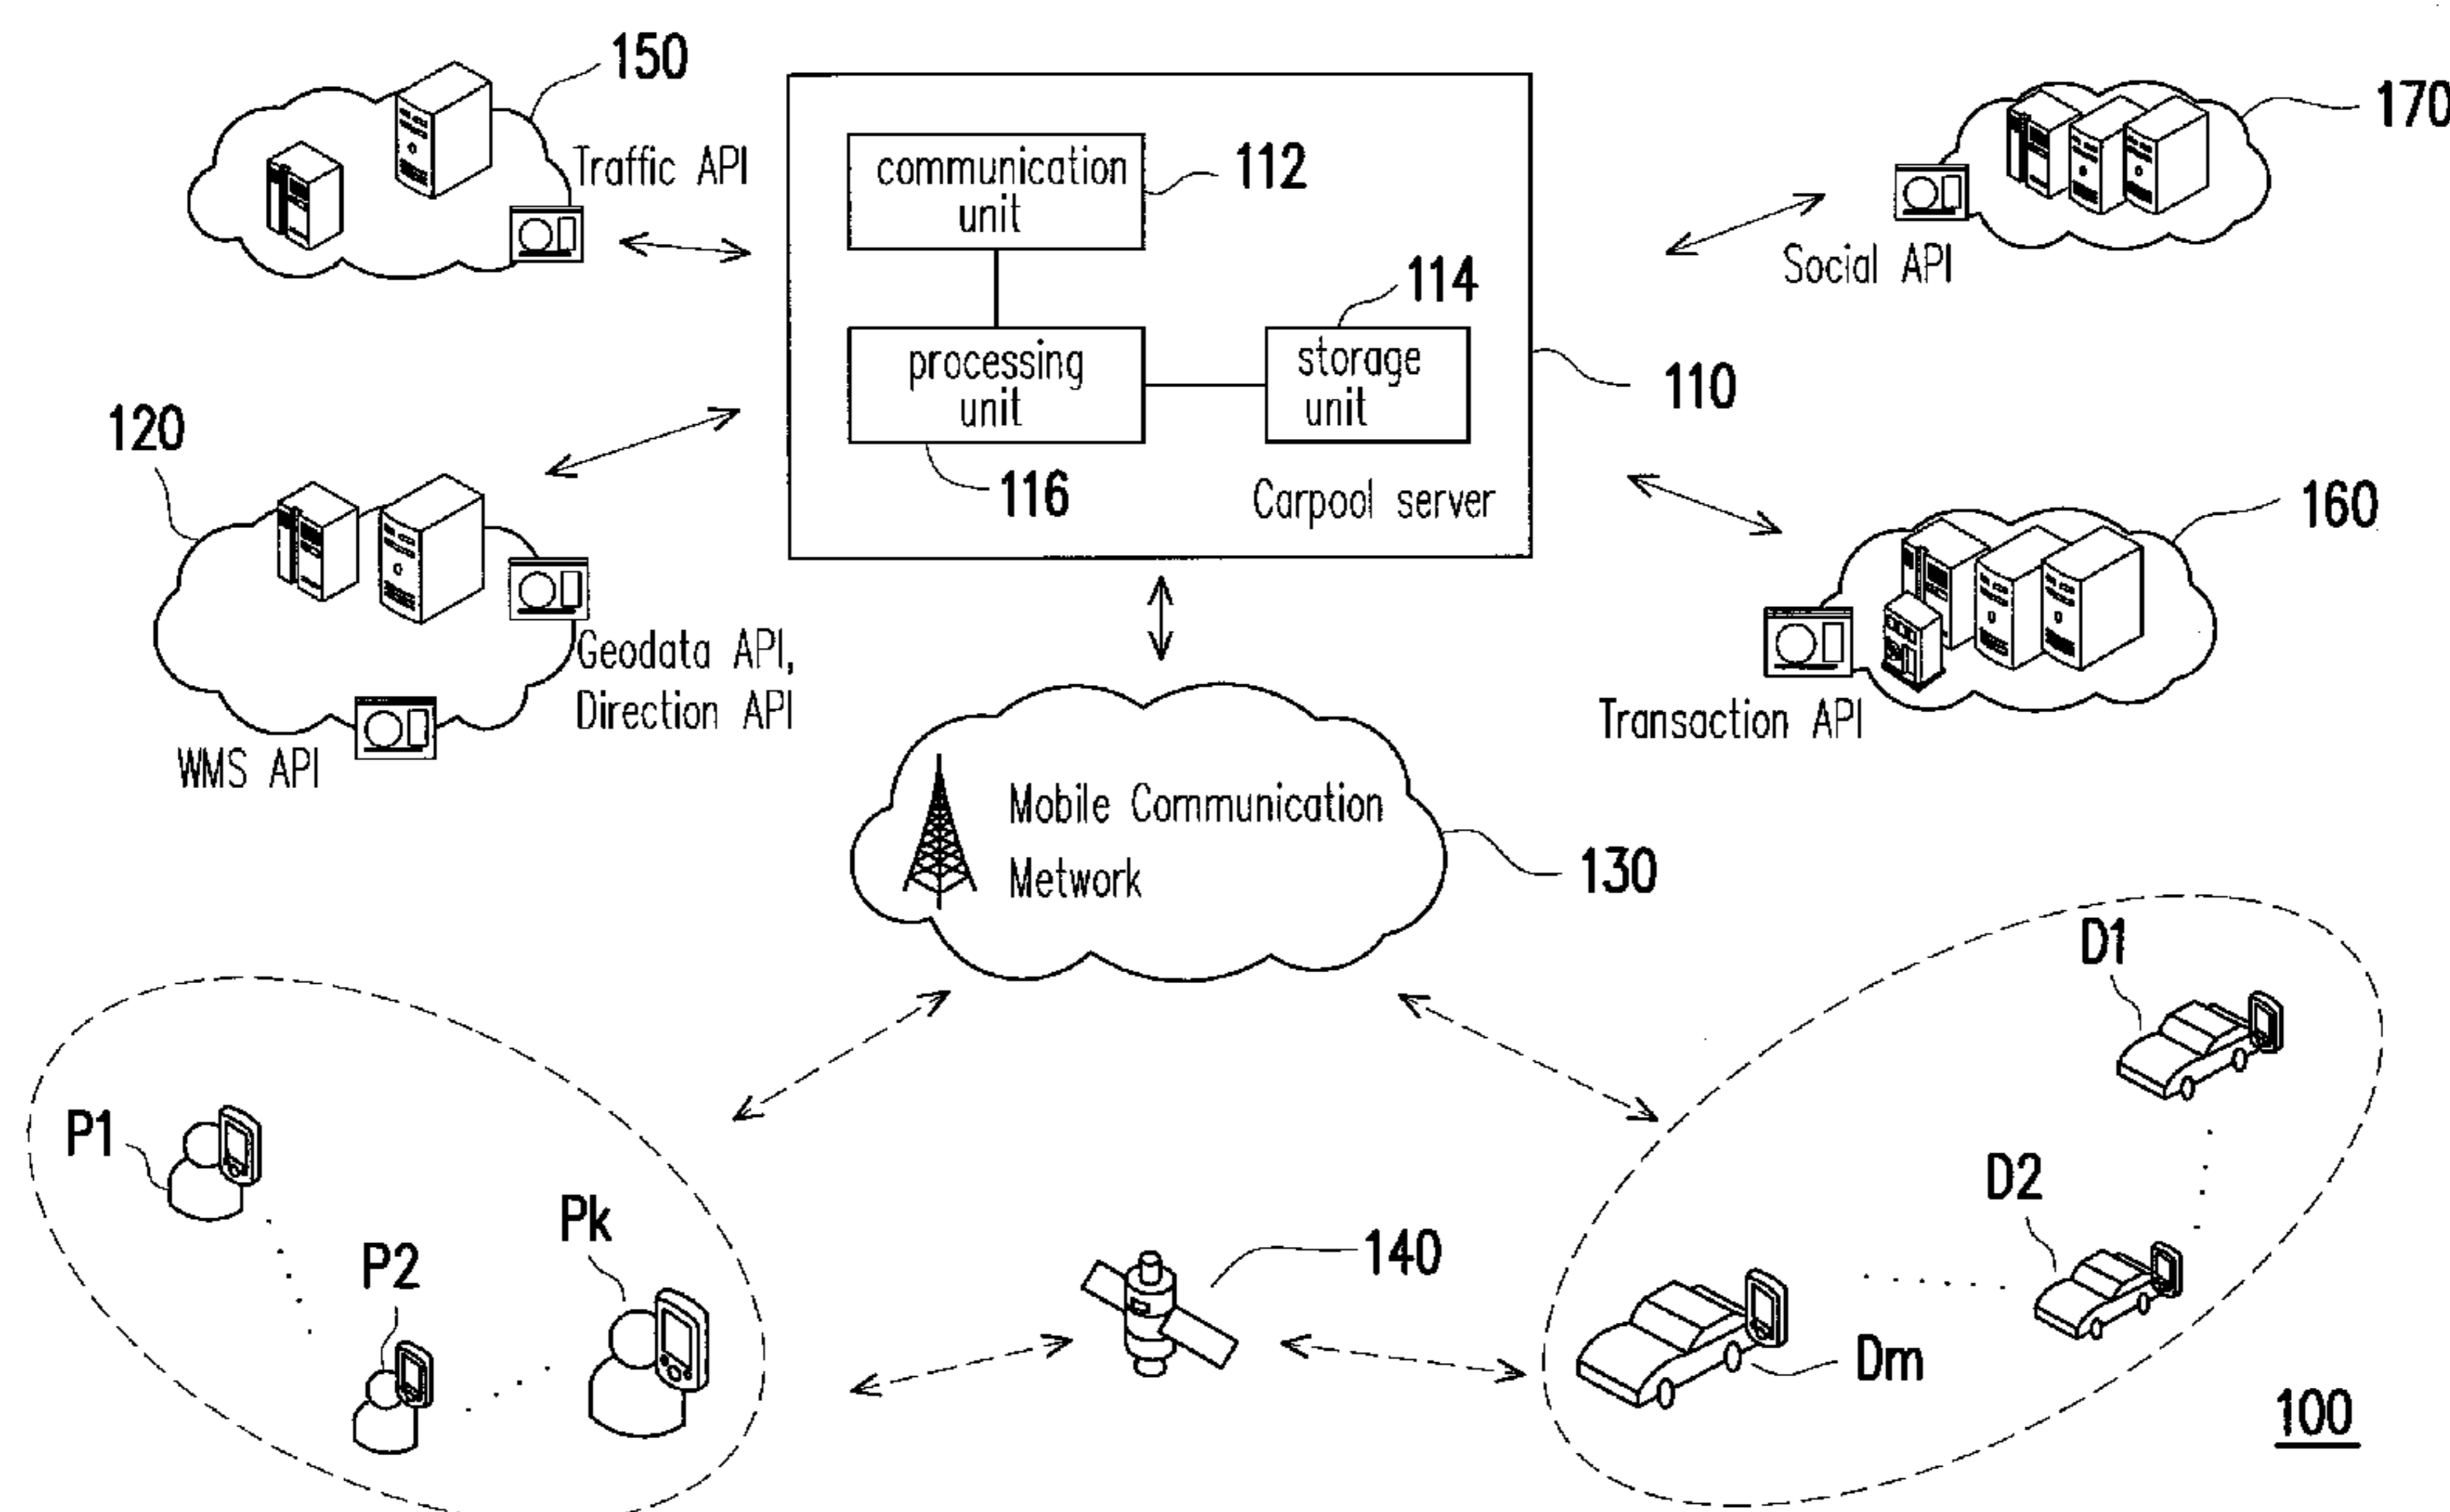 150
Traffic API
communication
unit
112
170
Social API
114
processing
unit
storage
unit
110
116
Carpool server
120
160
Geodata API,
Direction API
WMS API
Transaction API
Mobile Communication
Metwork
130
D1
P1
D2
Pk
P2
140
Dm
100